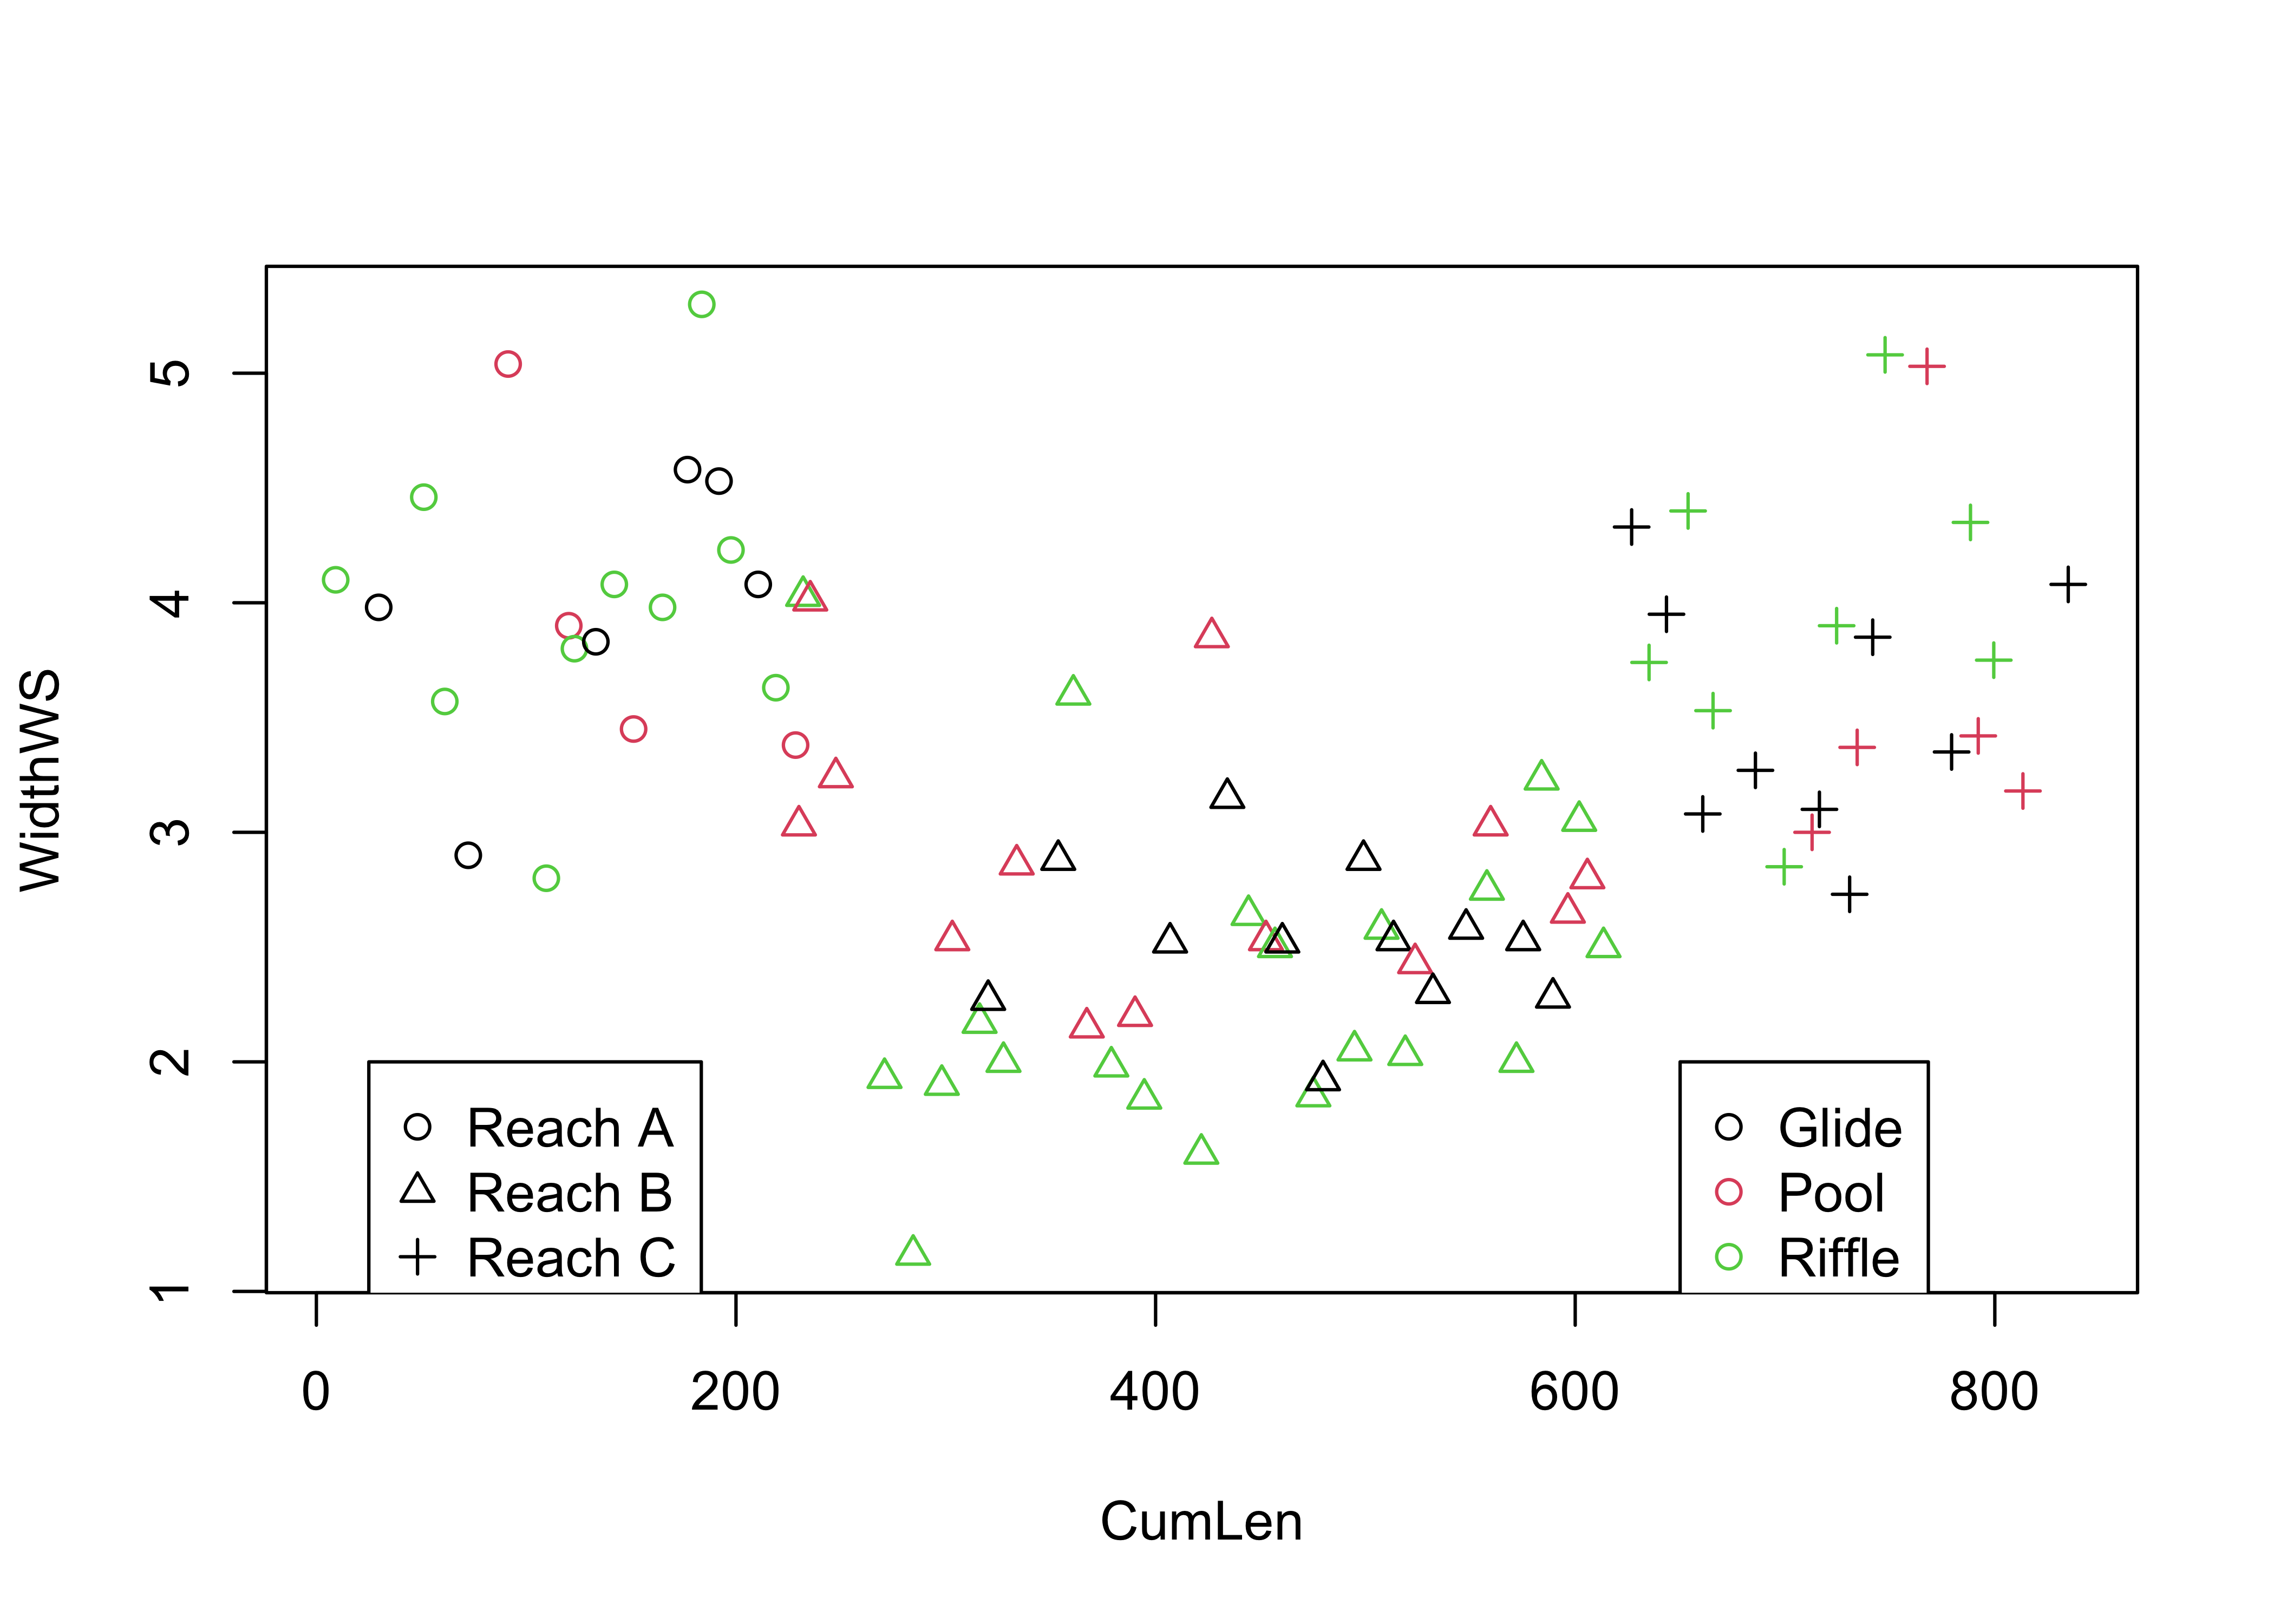 WidthWS
5
4
3
2
1
Reach A
Reach B
Reach C
Glide
Pool
Riffle
0 200 400 600 800
CumLen